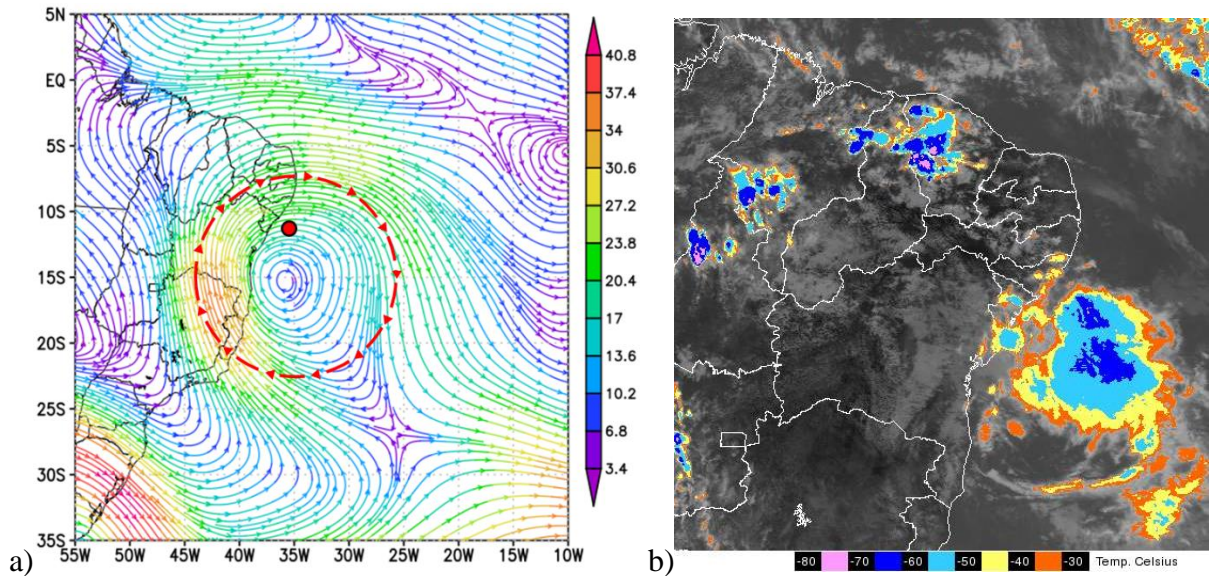 5N
EQ
5S
10S
15S
20S
25S
30S
35S
55W 50W 45W 40W 35W 30W 25W 20W 15W 10W
40.8
37.4
34
30.6
27.2
23.8
20.4
17
13.6
10.2
6.8
3.4
a)
-80 -70 -60 -50 -40 -30 Temp. Celsius
b)